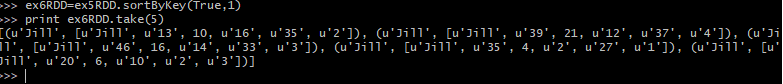 >>> ex6RDD=ex5RDD.sortByKey(True,1)
>>> print ex6RDD.take(5)
[(u'Jill', [u'Jill', u'13', 10, u'16', u'35', u'2']), (u'Jill', [u'Jill', u'39', 21, u'12', u'37', u'4']), (u'Ji
ll', [u'Jill', u'46', 16, u'14', u'33', u'3']), (u'Jill', [u'Jill', u'35', 4, u'2', u'27', u'1']), (u'Jill', [u'
Jill', u'20', 6, u'10', u'2', u'3'])]
>>>